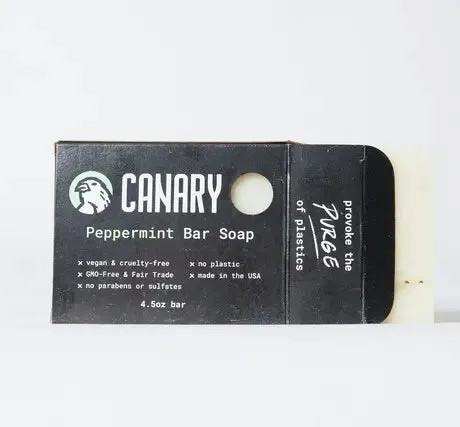 CANARY
Peppermint Bar Soap
× vegan & cruelty-free
× GMO-Free & Fair Trade
× no parabens or sulfates
× no plastic
× made in the USA
4.5oz bar
provoke the
PURGE
of plastics